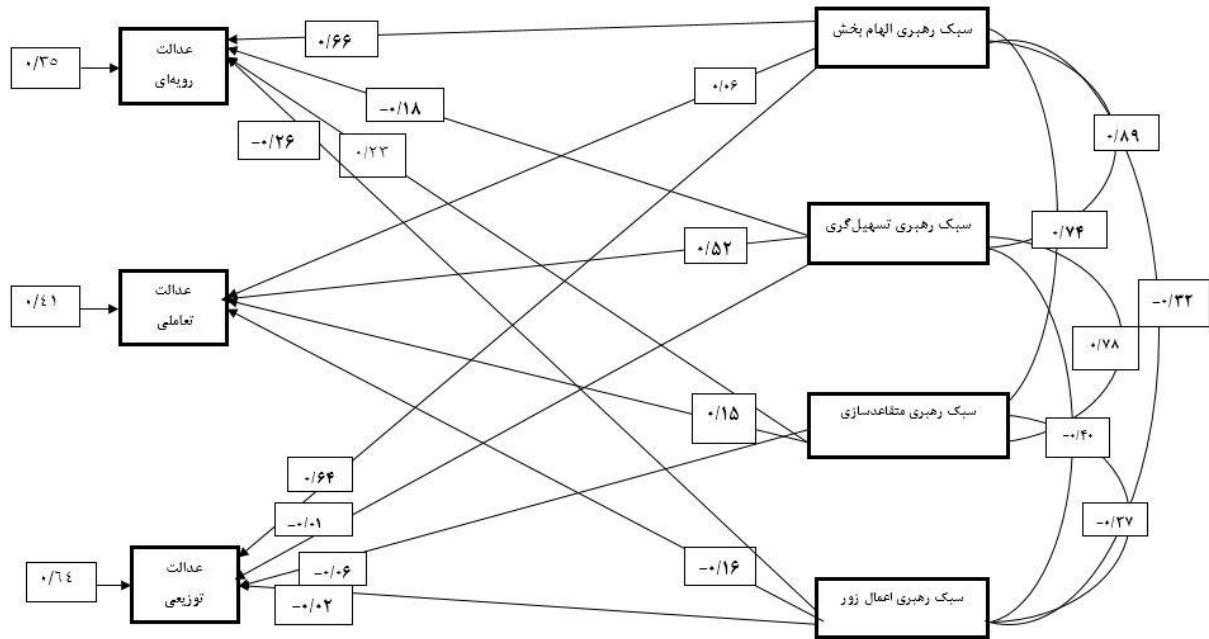 سبک رهبری الهام بخش
۰/۶۶
عدالت
رویه‌ای
۰/۳۵
۰/۰۶
-۰/۱۸
۰/۸۹
-۰/۲۶
۰/۲۳
سبک رهبری تسهیل‌گری
۰/۷۴
۰/۵۲
عدالت
تعاملی
۰/٤۱
-۰/۳۲
۰/۷۸
سبک رهبری متقاعدسازی
۰/۱۵
-۰/۴۰
۰/۶۴
-۰/۰۱
-۰/۳۷
عدالت
توزیعی
۰/٦٤
-۰/۰۶
-۰/۱۶
-۰/۰۲
سبک رهبری اعمال زور